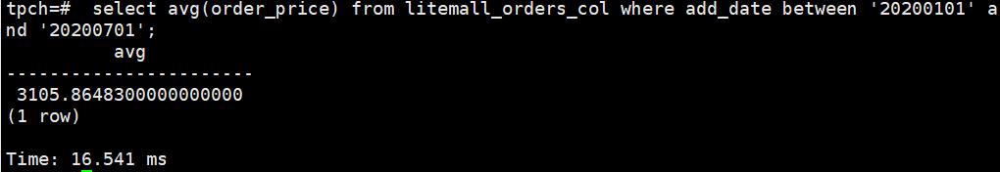 tpch=#  select avg(order_price) from litemall_orders_col where add_date between '20200101' a
nd '20200701';
          avg
-----------------------
 3105.8648300000000000
(1 row)
Time: 16.541 ms